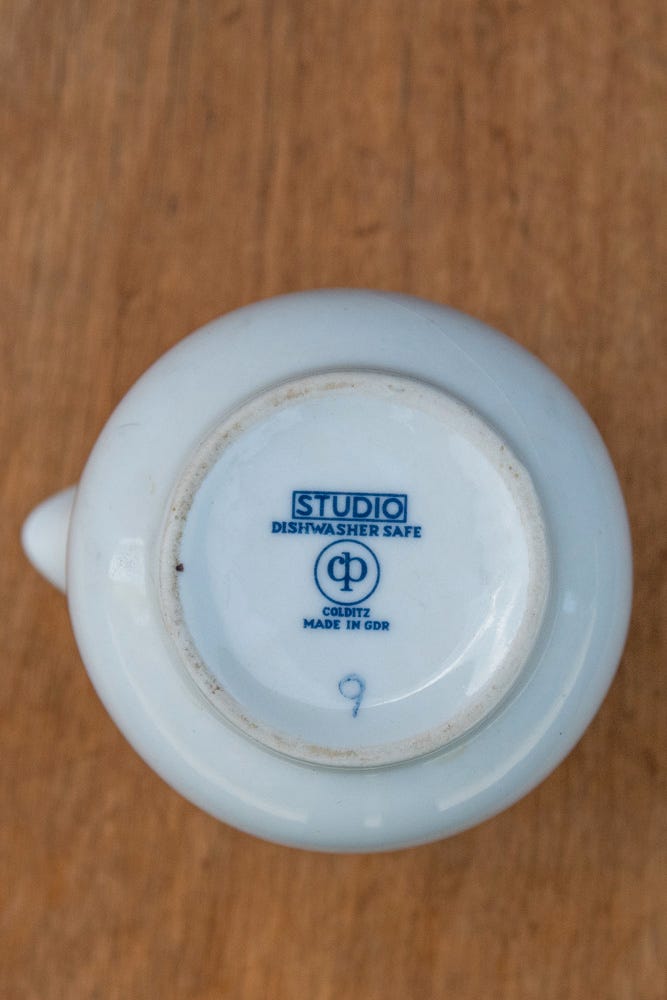 STUDIO
DISHWASHER SAFE
cp
COLDITZ
MADE IN GDR
9